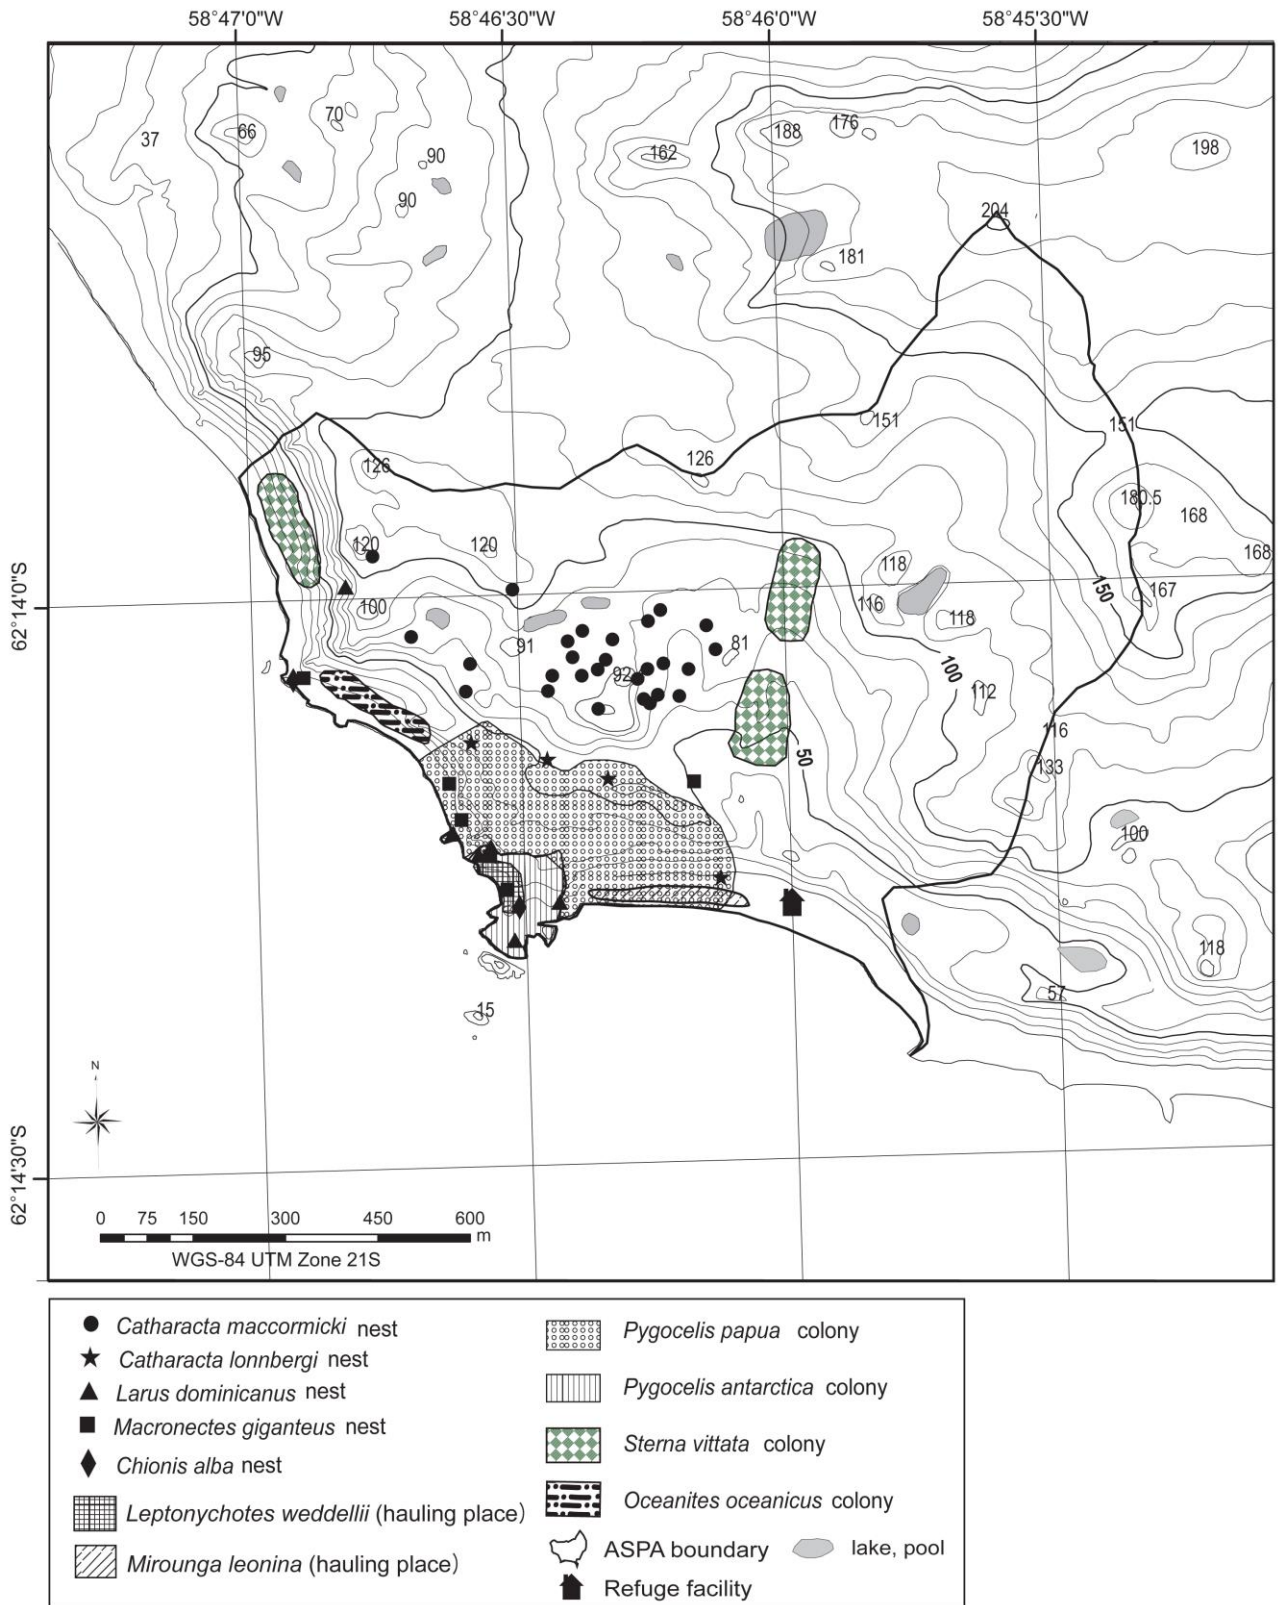 58°47'0"W 58°46'30"W 58°46'0"W 58°45'30"W
70
188 176
66
37
162
198
90
90
204
181
95
151
151
126
126
180.5
168
120
120
168
118
150
167
62°14'0"S
100
116
118
91
81
92
100
112
116
50
133
100
118
57
15
N
62°14'30"S
0 75 150 300 450 600
m
WGS-84 UTM Zone 21S
Catharacta maccormicki nest
Catharacta lonnbergi nest
Larus dominicanus nest
Macronectes giganteus nest
Chionis alba nest
Leptonychotes weddellii (hauling place)
Mirounga leonina (hauling place)
Pygocelis papua colony
Pygocelis antarctica colony
Sterna vittata colony
Oceanites oceanicus colony
ASPA boundary
lake, pool
Refuge facility